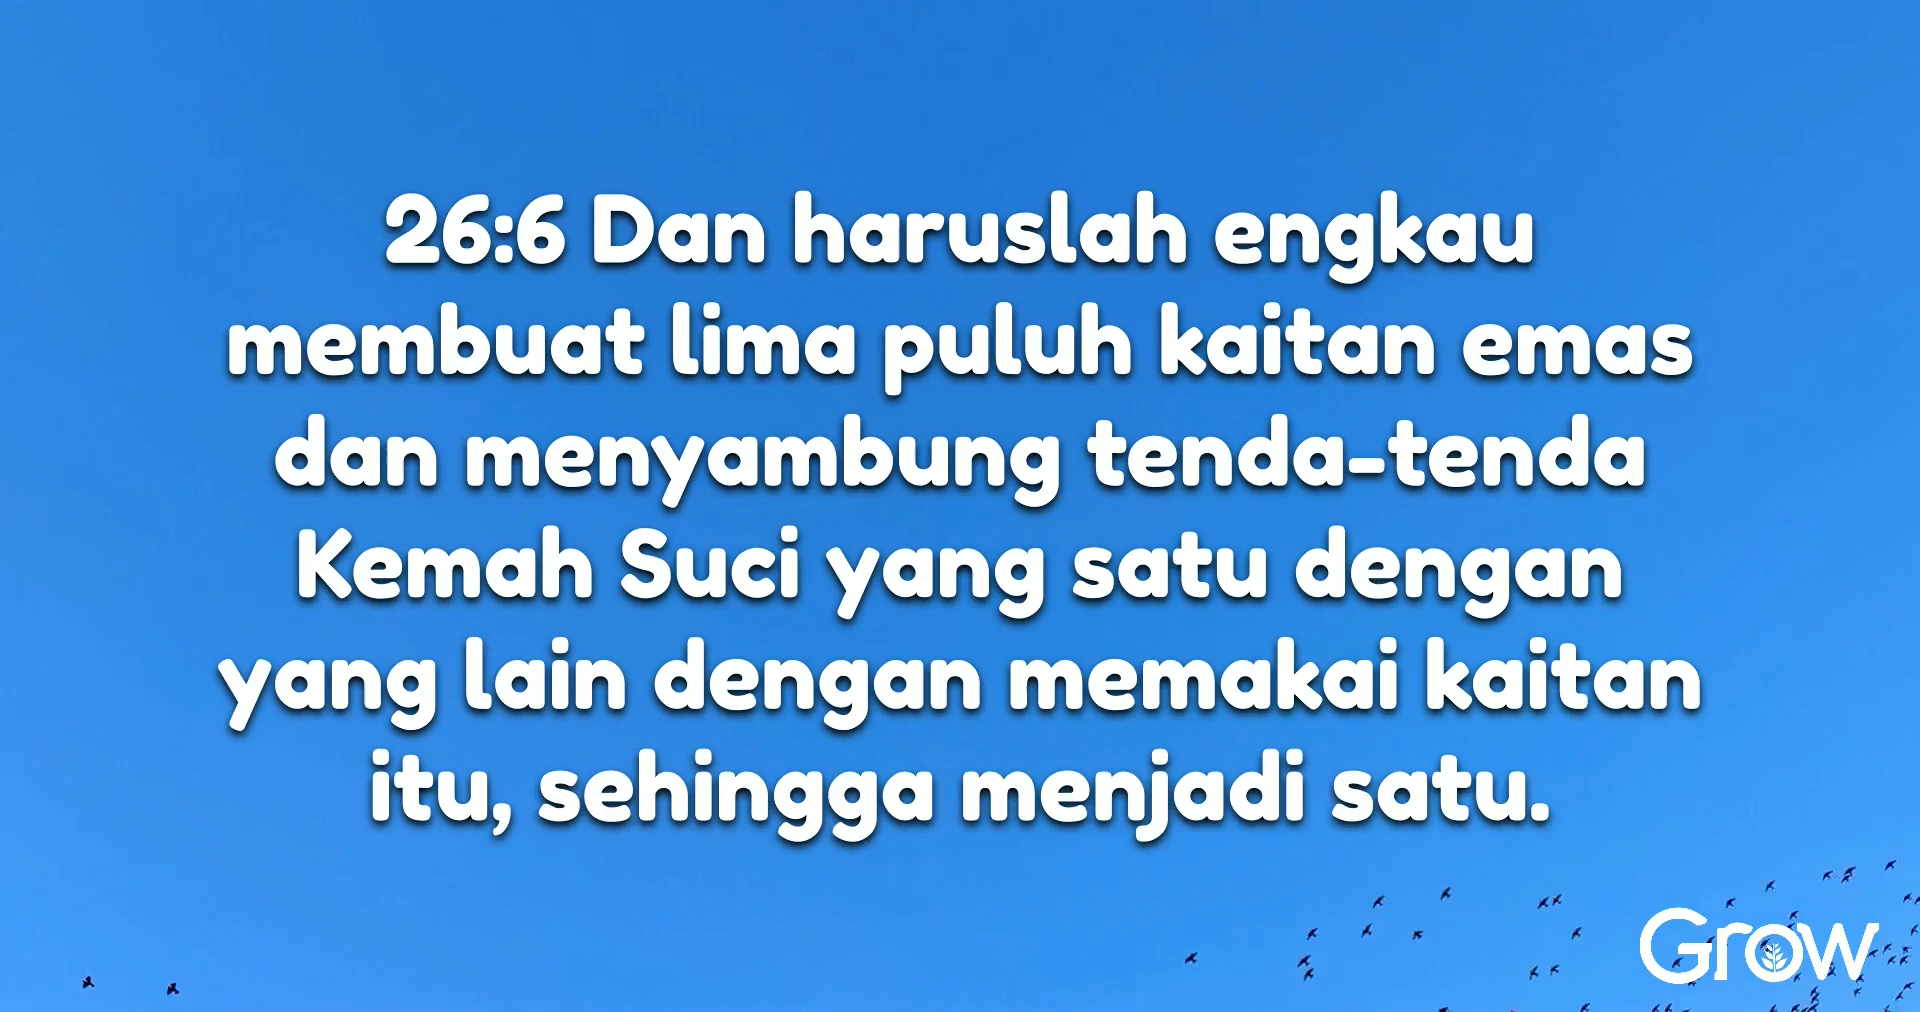 26:6 Dan haruslah engkau
membuat lima puluh kaitan emas
dan menyambung tenda-tenda
Kemah Suci yang satu dengan
yang lain dengan memakai kaitan
itu, sehingga menjadi satu.
Grow